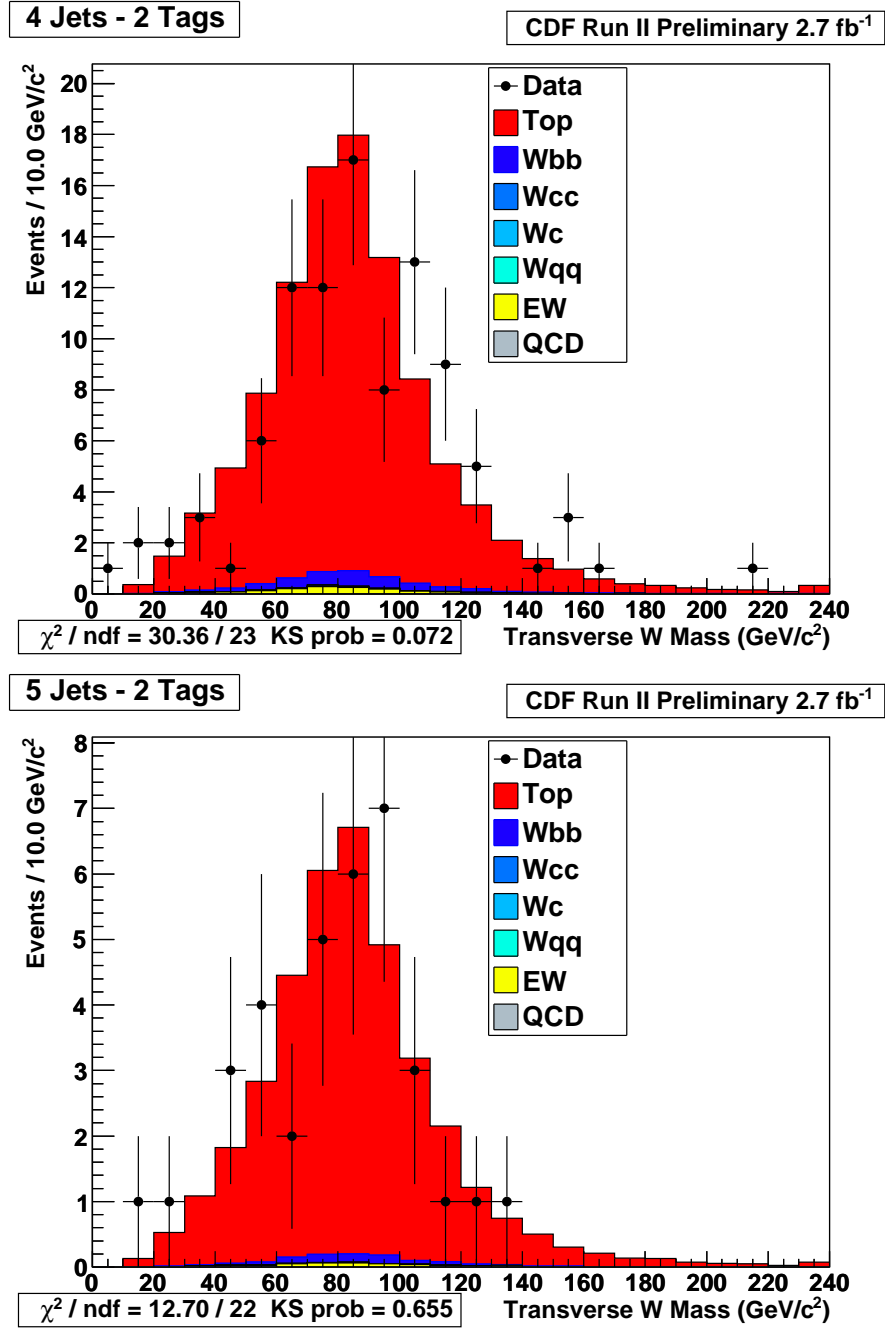 4 Jets - 2 Tags
CDF Run II Preliminary 2.7 fb⁻¹
Events / 10.0 GeV/c²
20
18
16
14
12
10
8
6
4
2
0
Data
Top
Wbb
Wcc
Wc
Wqq
EW
QCD
0 20 40 60 80 100 120 140 160 180 200 220 240
χ² / ndf = 30.36 / 23 KS prob = 0.072
Transverse W Mass (GeV/c²)
5 Jets - 2 Tags
CDF Run II Preliminary 2.7 fb⁻¹
Events / 10.0 GeV/c²
8
7
6
5
4
3
2
1
0
Data
Top
Wbb
Wcc
Wc
Wqq
EW
QCD
0 20 40 60 80 100 120 140 160 180 200 220 240
χ² / ndf = 12.70 / 22 KS prob = 0.655
Transverse W Mass (GeV/c²)